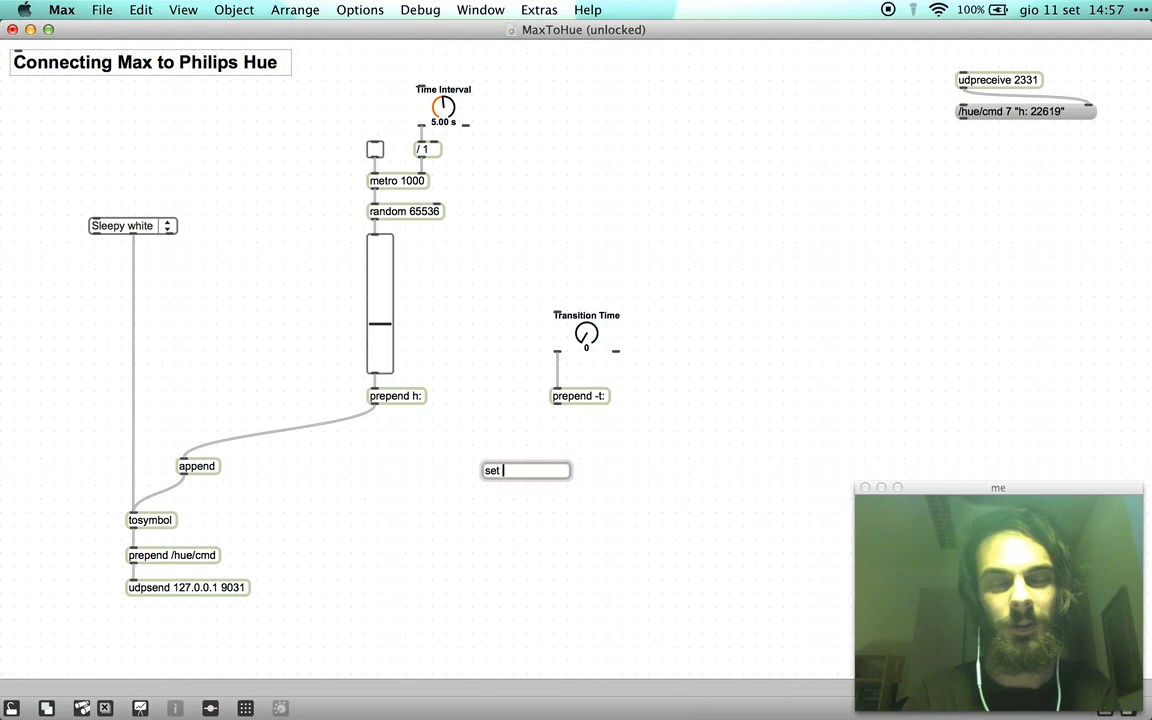 Max File Edit View Object Arrange Options Debug Window Extras Help 100% gio 11 set 14:57
MaxToHue (unlocked)
Connecting Max to Philips Hue
udpreceive 2331
Time Interval
/hue/cmd 7 "h: 22619"
5.00 s
/ 1
metro 1000
random 65536
Sleepy white
Transition Time
0
prepend h:
prepend -t:
append
set
me
tosymbol
prepend /hue/cmd
udpsend 127.0.0.1 9031